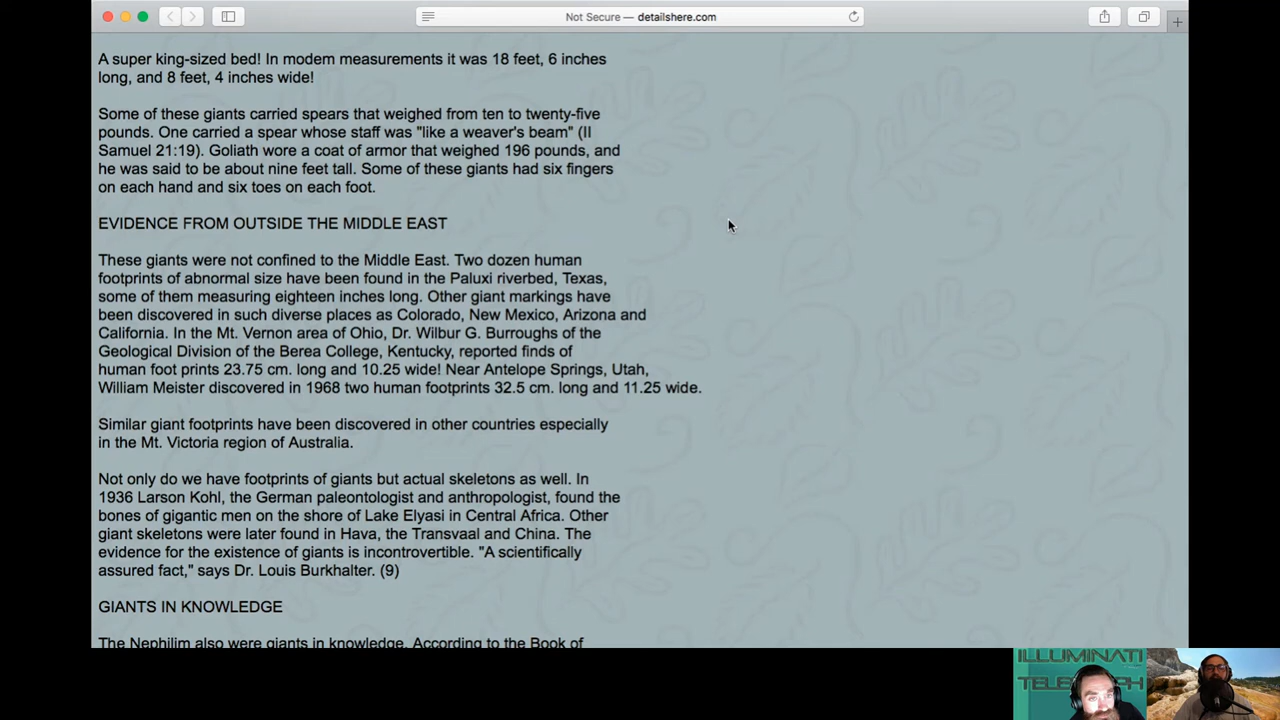 Not Secure — detailshere.com
A super king-sized bed! In modem measurements it was 18 feet, 6 inches
long, and 8 feet, 4 inches wide!
Some of these giants carried spears that weighed from ten to twenty-five
pounds. One carried a spear whose staff was "like a weaver's beam" (II
Samuel 21:19). Goliath wore a coat of armor that weighed 196 pounds, and
he was said to be about nine feet tall. Some of these giants had six fingers
on each hand and six toes on each foot.
EVIDENCE FROM OUTSIDE THE MIDDLE EAST
These giants were not confined to the Middle East. Two dozen human
footprints of abnormal size have been found in the Paluxi riverbed, Texas,
some of them measuring eighteen inches long. Other giant markings have
been discovered in such diverse places as Colorado, New Mexico, Arizona and
California. In the Mt. Vernon area of Ohio, Dr. Wilbur G. Burroughs of the
Geological Division of the Berea College, Kentucky, reported finds of
human foot prints 23.75 cm. long and 10.25 wide! Near Antelope Springs, Utah,
William Meister discovered in 1968 two human footprints 32.5 cm. long and 11.25 wide.
Similar giant footprints have been discovered in other countries especially
in the Mt. Victoria region of Australia.
Not only do we have footprints of giants but actual skeletons as well. In
1936 Larson Kohl, the German paleontologist and anthropologist, found the
bones of gigantic men on the shore of Lake Elyasi in Central Africa. Other
giant skeletons were later found in Hava, the Transvaal and China. The
evidence for the existence of giants is incontrovertible. "A scientifically
assured fact," says Dr. Louis Burkhalter. (9)
GIANTS IN KNOWLEDGE
The Nephilim also were giants in knowledge. According to the Book of
ILLUMINATI